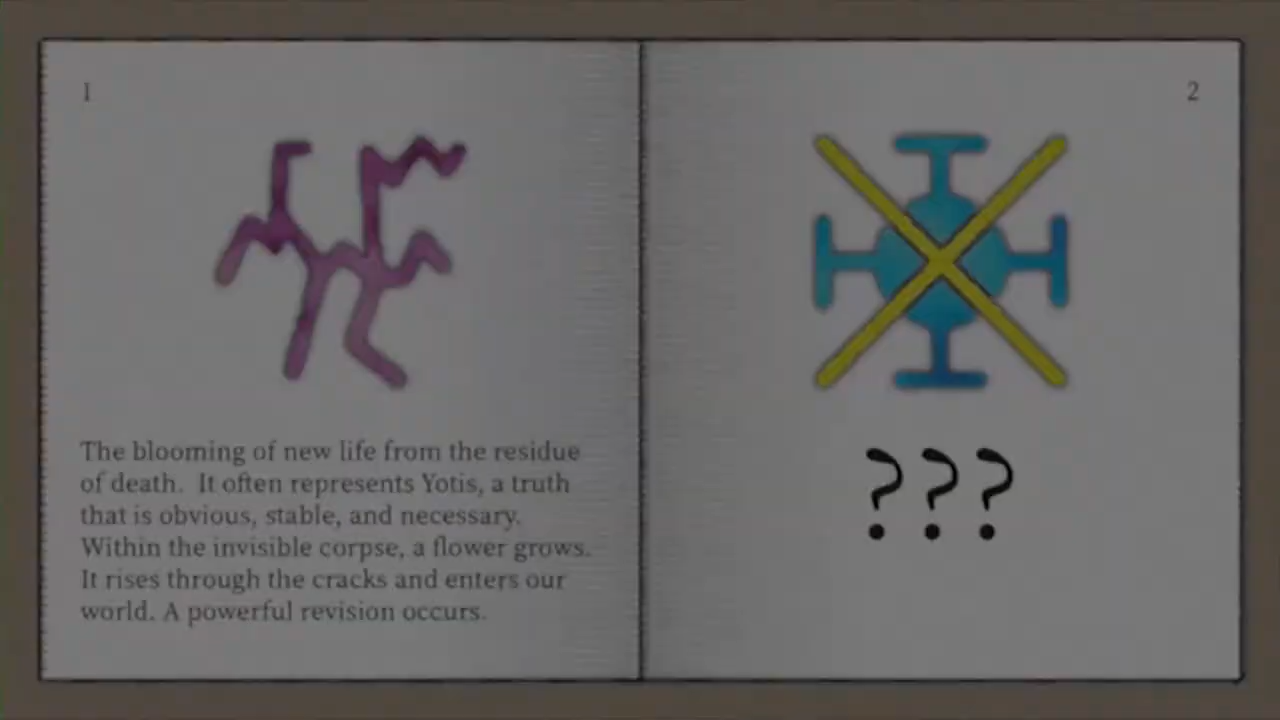 1
The blooming of new life from the residue
of death.  It often represents Yotis, a truth
that is obvious, stable, and necessary.
Within the invisible corpse, a flower grows.
It rises through the cracks and enters our
world. A powerful revision occurs.
2
???